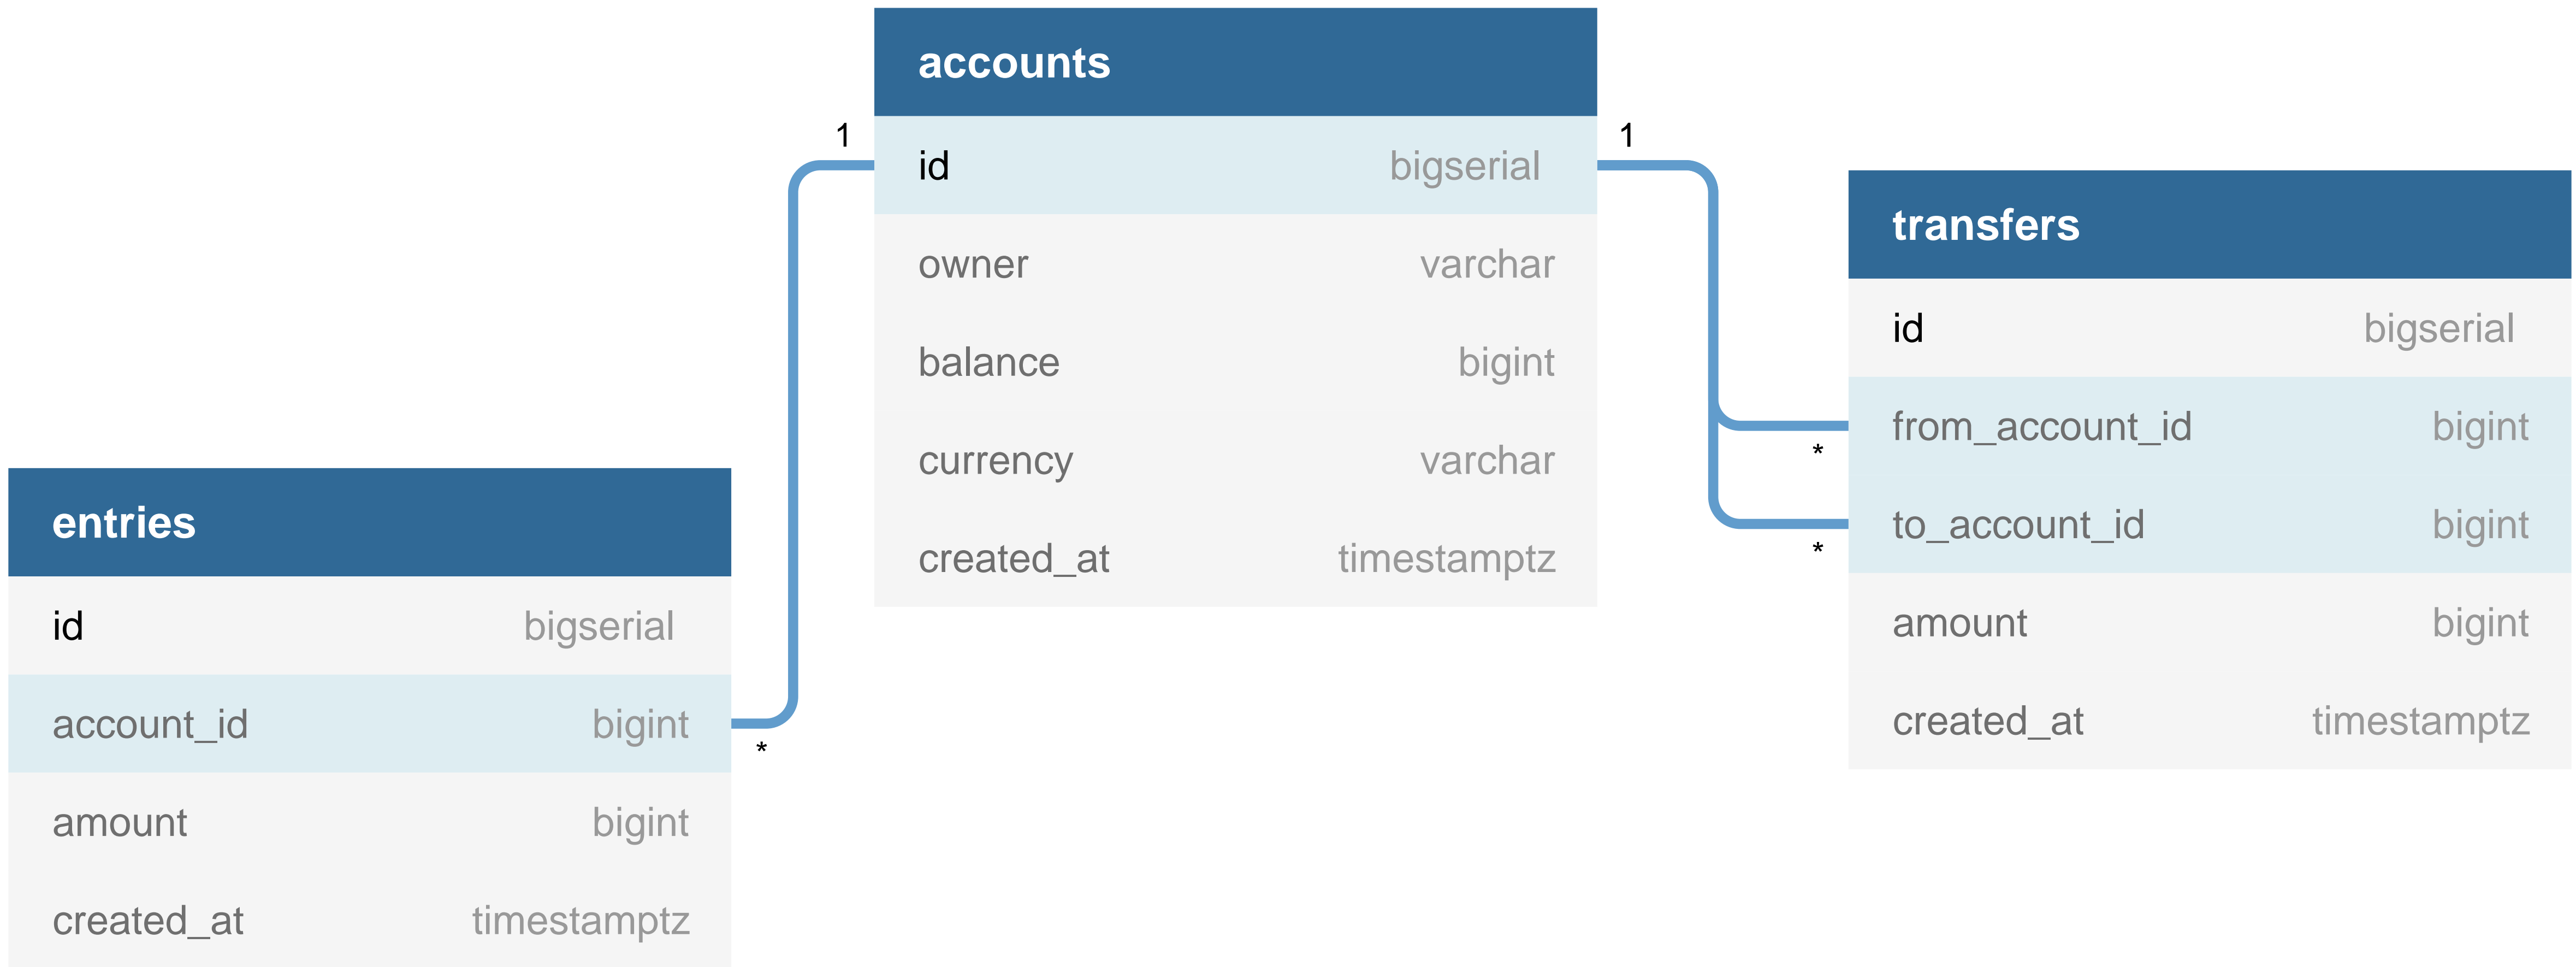 accounts
1
id bigserial
1
owner varchar
balance bigint
currency varchar
created_at timestamptz
transfers
id bigserial
from_account_id bigint
*
to_account_id bigint
*
amount bigint
created_at timestamptz
entries
id bigserial
account_id bigint
*
amount bigint
created_at timestamptz